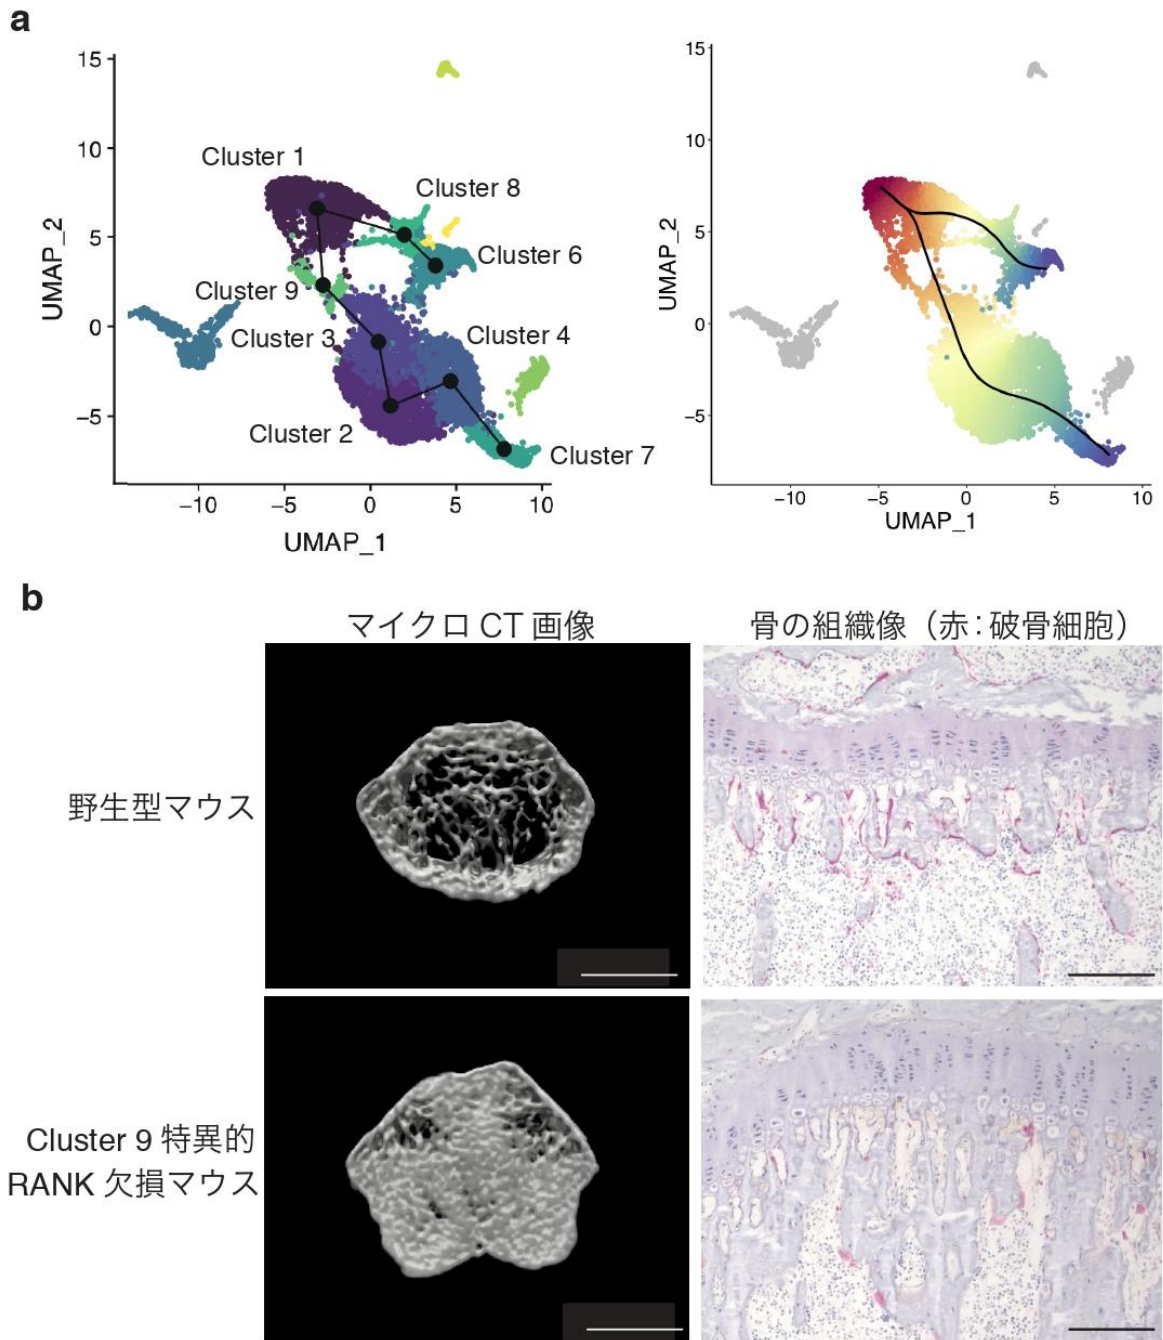 a
15
10
5
0
−5
−10
−5
0
5
10
UMAP_2
UMAP_1
Cluster 1
Cluster 8
Cluster 6
Cluster 9
Cluster 3
Cluster 4
Cluster 2
Cluster 7
15
10
5
0
−5
−10
−5
0
5
10
UMAP_2
UMAP_1
b
マイクロ CT 画像
骨の組織像（赤：破骨細胞）
野生型マウス
Cluster 9 特異的
RANK 欠損マウス